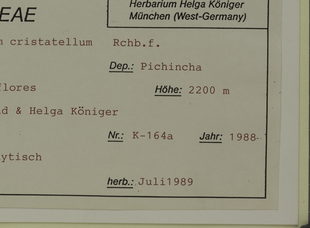 EAE
Herbarium Helga Königer
München (West-Germany)
cristatellum Rchb.f.
Dep.: Pichincha
flores
Höhe: 2200 m
d & Helga Königer
Nr.: K-164a Jahr: 1988-
ytisch
herb.: Juli1989